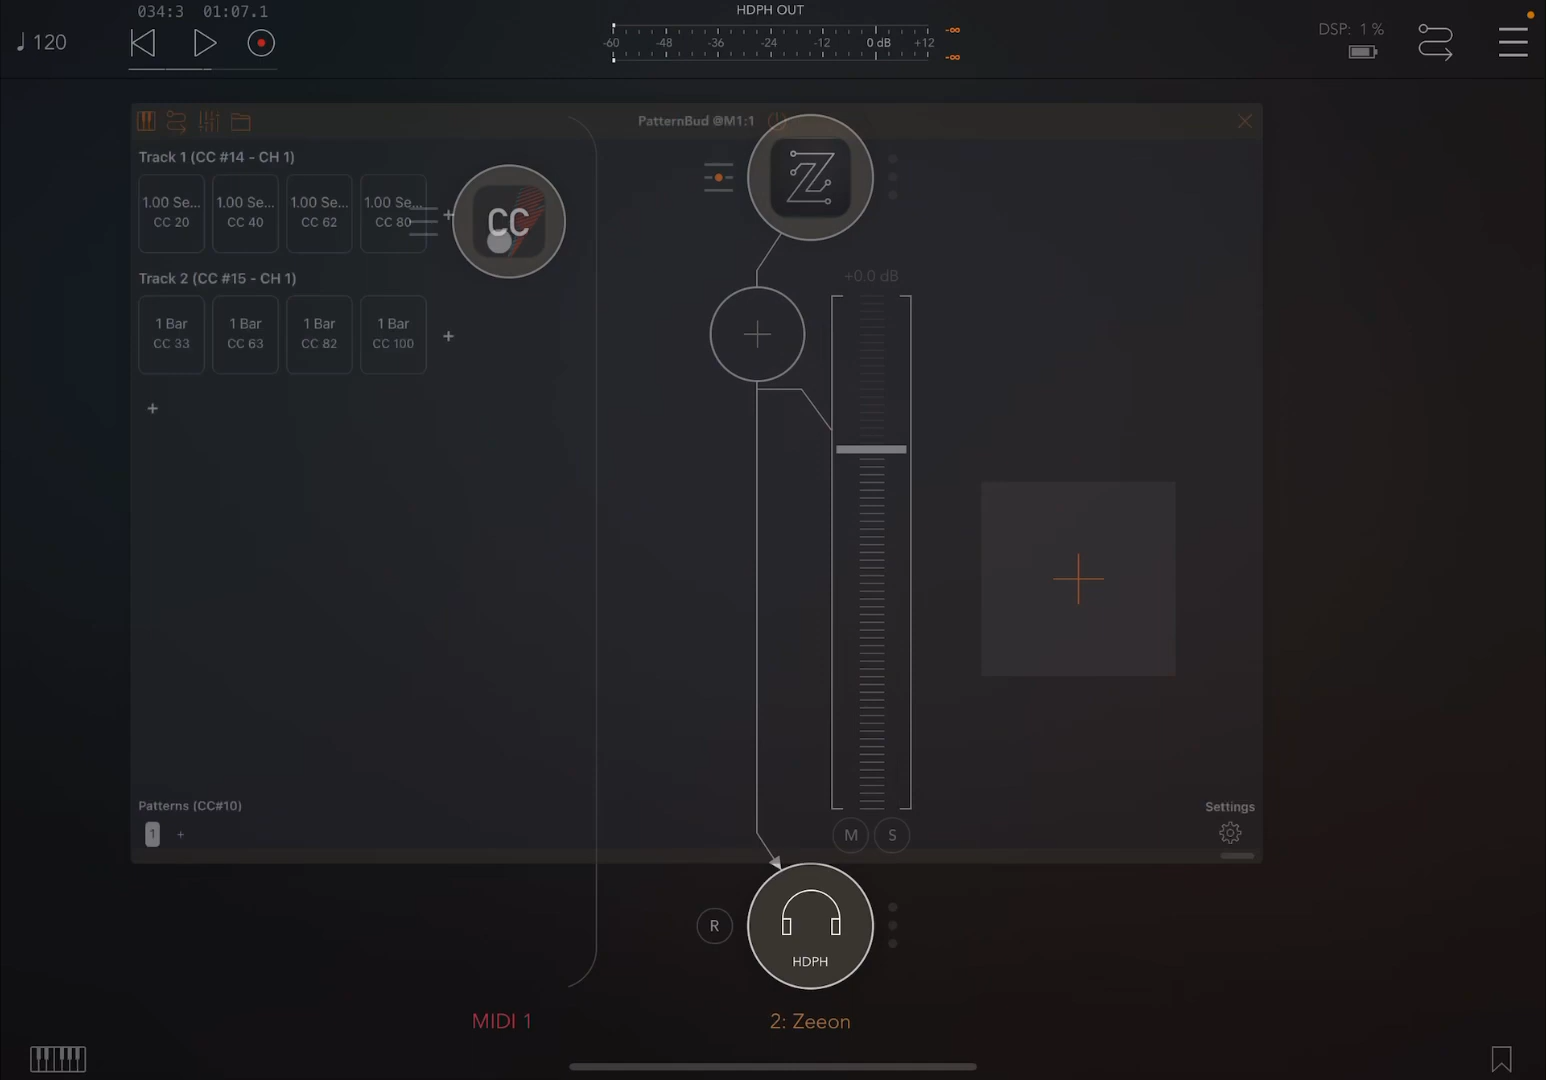 034:3 01:07.1
HDPH OUT
120
-60 -48 -36 -24 -12 0 dB +12
-∞
-∞
DSP: 1 %
PatternBud @M1:1
Track 1 (CC #14 - CH 1)
1.00 Se... 1.00 Se... 1.00 Se... 1.00 Se... +
CC 20 CC 40 CC 62 CC 80
CC
Z
Track 2 (CC #15 - CH 1)
+0.0 dB
1 Bar 1 Bar 1 Bar 1 Bar +
CC 33 CC 63 CC 82 CC 100
+
Patterns (CC#10)
Settings
1 +
M S
R
HDPH
MIDI 1
2: Zeeon